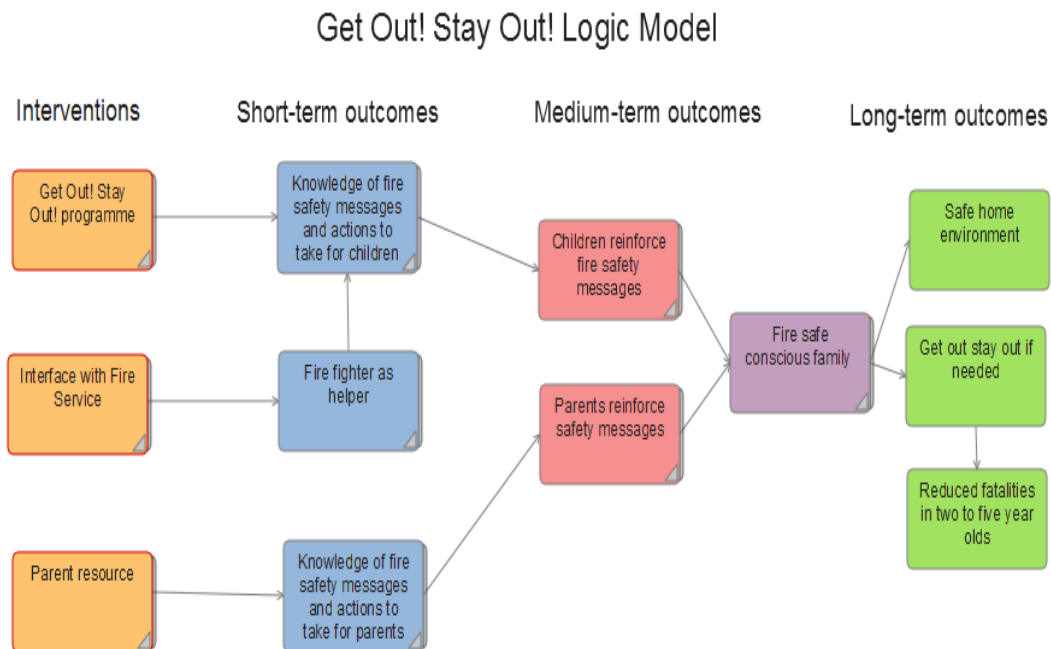 Get Out! Stay Out! Logic Model
Interventions
Short-term outcomes
Medium-term outcomes
Long-term outcomes
Get Out! Stay
Out! programme
Knowledge of fire
safety messages
and actions to
take for children
Children reinforce
fire safety
messages
Safe home
environment
Interface with Fire
Service
Fire fighter as
helper
Fire safe
conscious family
Get out stay out if
needed
Parents reinforce
safety messages
Reduced fatalities
in two to five year
olds
Parent resource
Knowledge of fire
safety messages
and actions to
take for parents